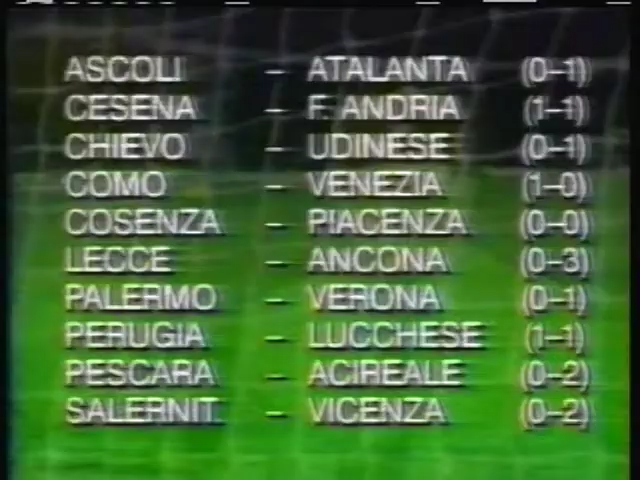 ASCOLI – ATALANTA (0–1)
CESENA – F. ANDRIA (1–1)
CHIEVO – UDINESE (0–1)
COMO – VENEZIA (1–0)
COSENZA – PIACENZA (0–0)
LECCE – ANCONA (0–3)
PALERMO – VERONA (0–1)
PERUGIA – LUCCHESE (1–1)
PESCARA – ACIREALE (0–2)
SALERNIT. – VICENZA (0–2)